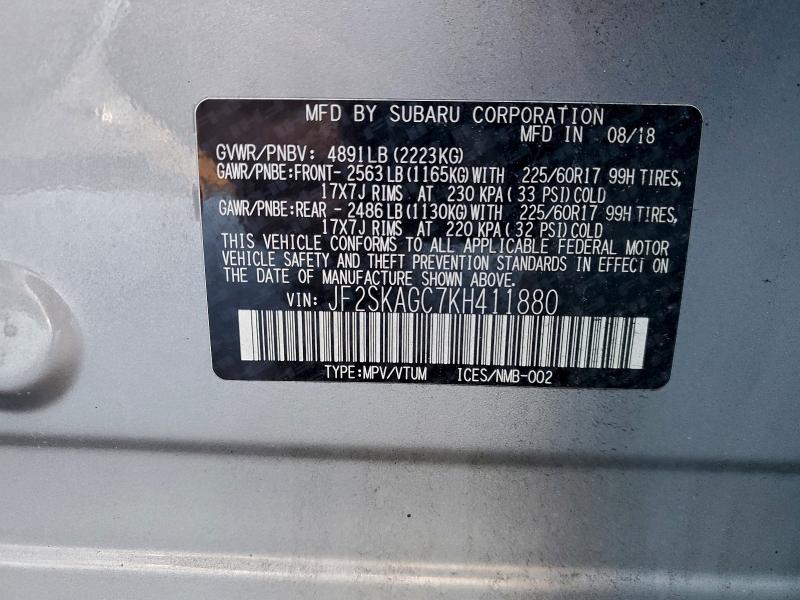 MFD BY SUBARU CORPORATION
MFD IN 08/18
GVWR/PNBV: 4891LB (2223KG)
GAWR/PNBE:FRONT- 2563 LB (1165KG) WITH 225/60R17 99H TIRES,
17X7J RIMS AT 230 KPA ( 33 PSI) COLD
GAWR/PNBE:REAR - 2486 LB (1130KG) WITH 225/60R17 99H TIRES,
17X7J RIMS AT 220 KPA ( 32 PSI) COLD
THIS VEHICLE CONFORMS TO ALL APPLICABLE FEDERAL MOTOR
VEHICLE SAFETY AND THEFT PREVENTION STANDARDS IN EFFECT ON
THE DATE OF MANUFACTURE SHOWN ABOVE.
VIN: JF2SKAGC7KH411880
TYPE:MPV/VTUM ICES/NMB-002